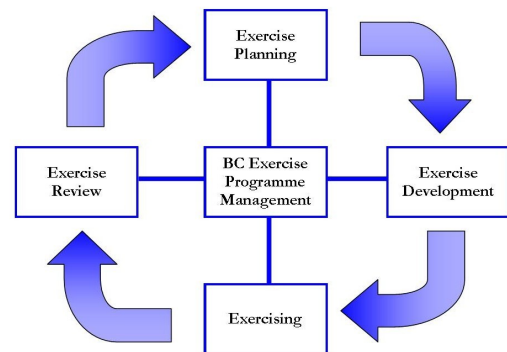 Exercise
Planning
Exercise
Review
BC Exercise
Programme
Management
Exercise
Development
Exercising